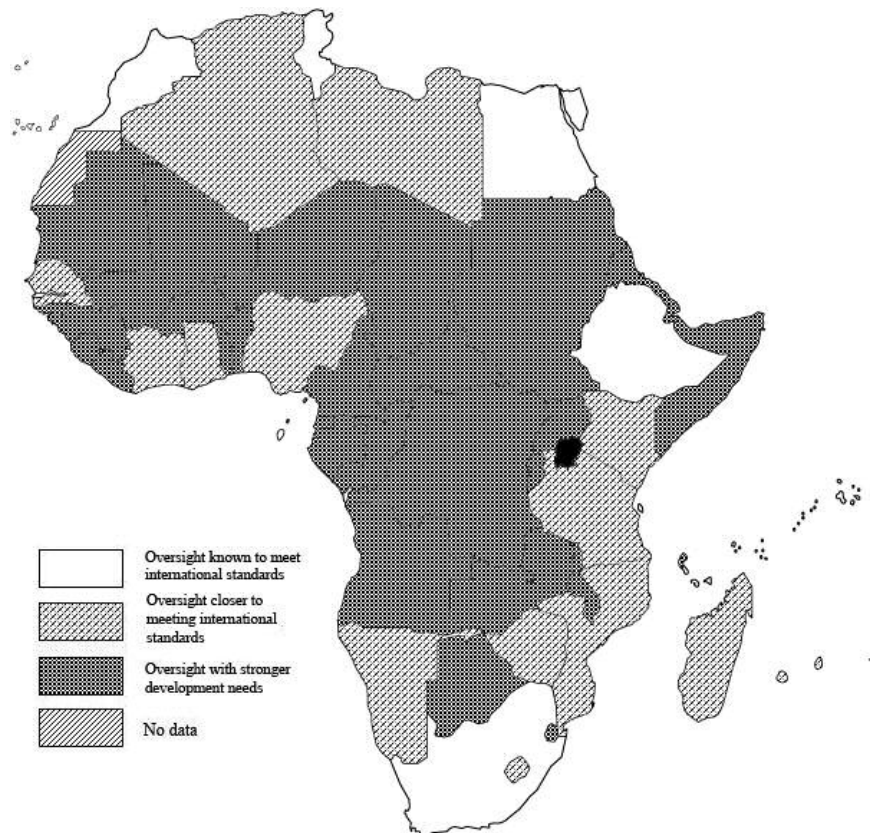 Oversight known to meet
international standards
Oversight closer to
meeting international
standards
Oversight with stronger
development needs
No data